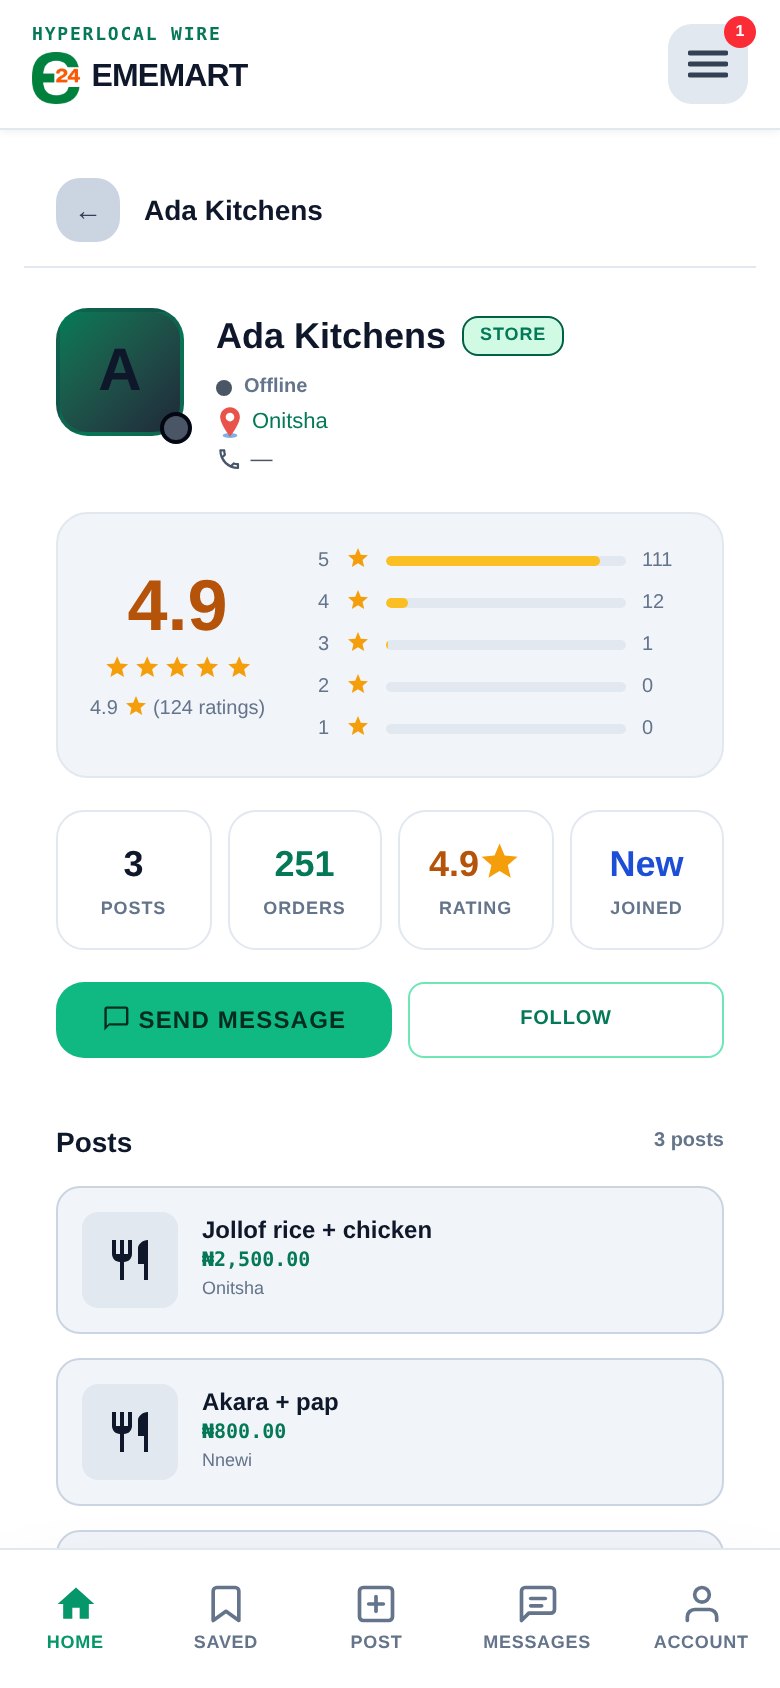 HYPERLOCAL WIRE
e24 EMEMART
1
← Ada Kitchens
A
Ada Kitchens STORE
Offline
Onitsha
—
4.9
4.9 ★ (124 ratings)
5 ★ 111
4 ★ 12
3 ★ 1
2 ★ 0
1 ★ 0
3 251 4.9★ New
POSTS ORDERS RATING JOINED
SEND MESSAGE FOLLOW
Posts 3 posts
Jollof rice + chicken
₦2,500.00
Onitsha
Akara + pap
₦800.00
Nnewi
HOME SAVED POST MESSAGES ACCOUNT